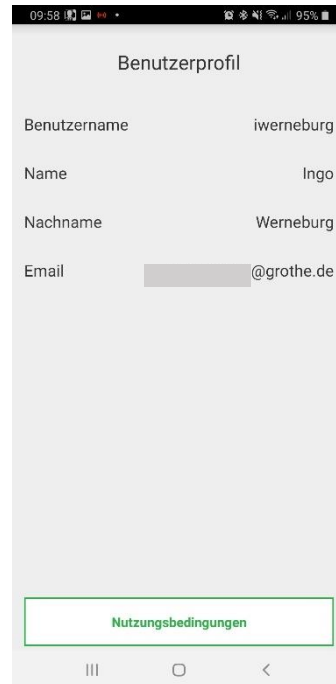 09:58 95%
Benutzerprofil
Benutzername iwerneburg
Name Ingo
Nachname Werneburg
Email @grothe.de
Nutzungsbedingungen